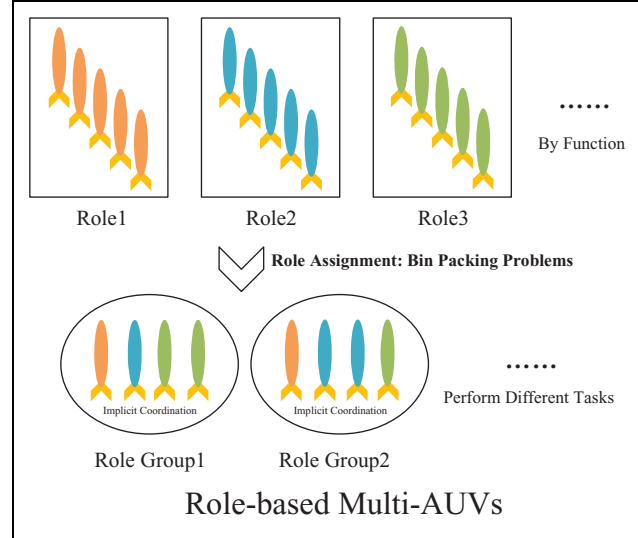 Role1
Role2
Role3
……
By Function
Role Assignment: Bin Packing Problems
Implicit Coordination
Implicit Coordination
……
Perform Different Tasks
Role Group1
Role Group2
Role-based Multi-AUVs